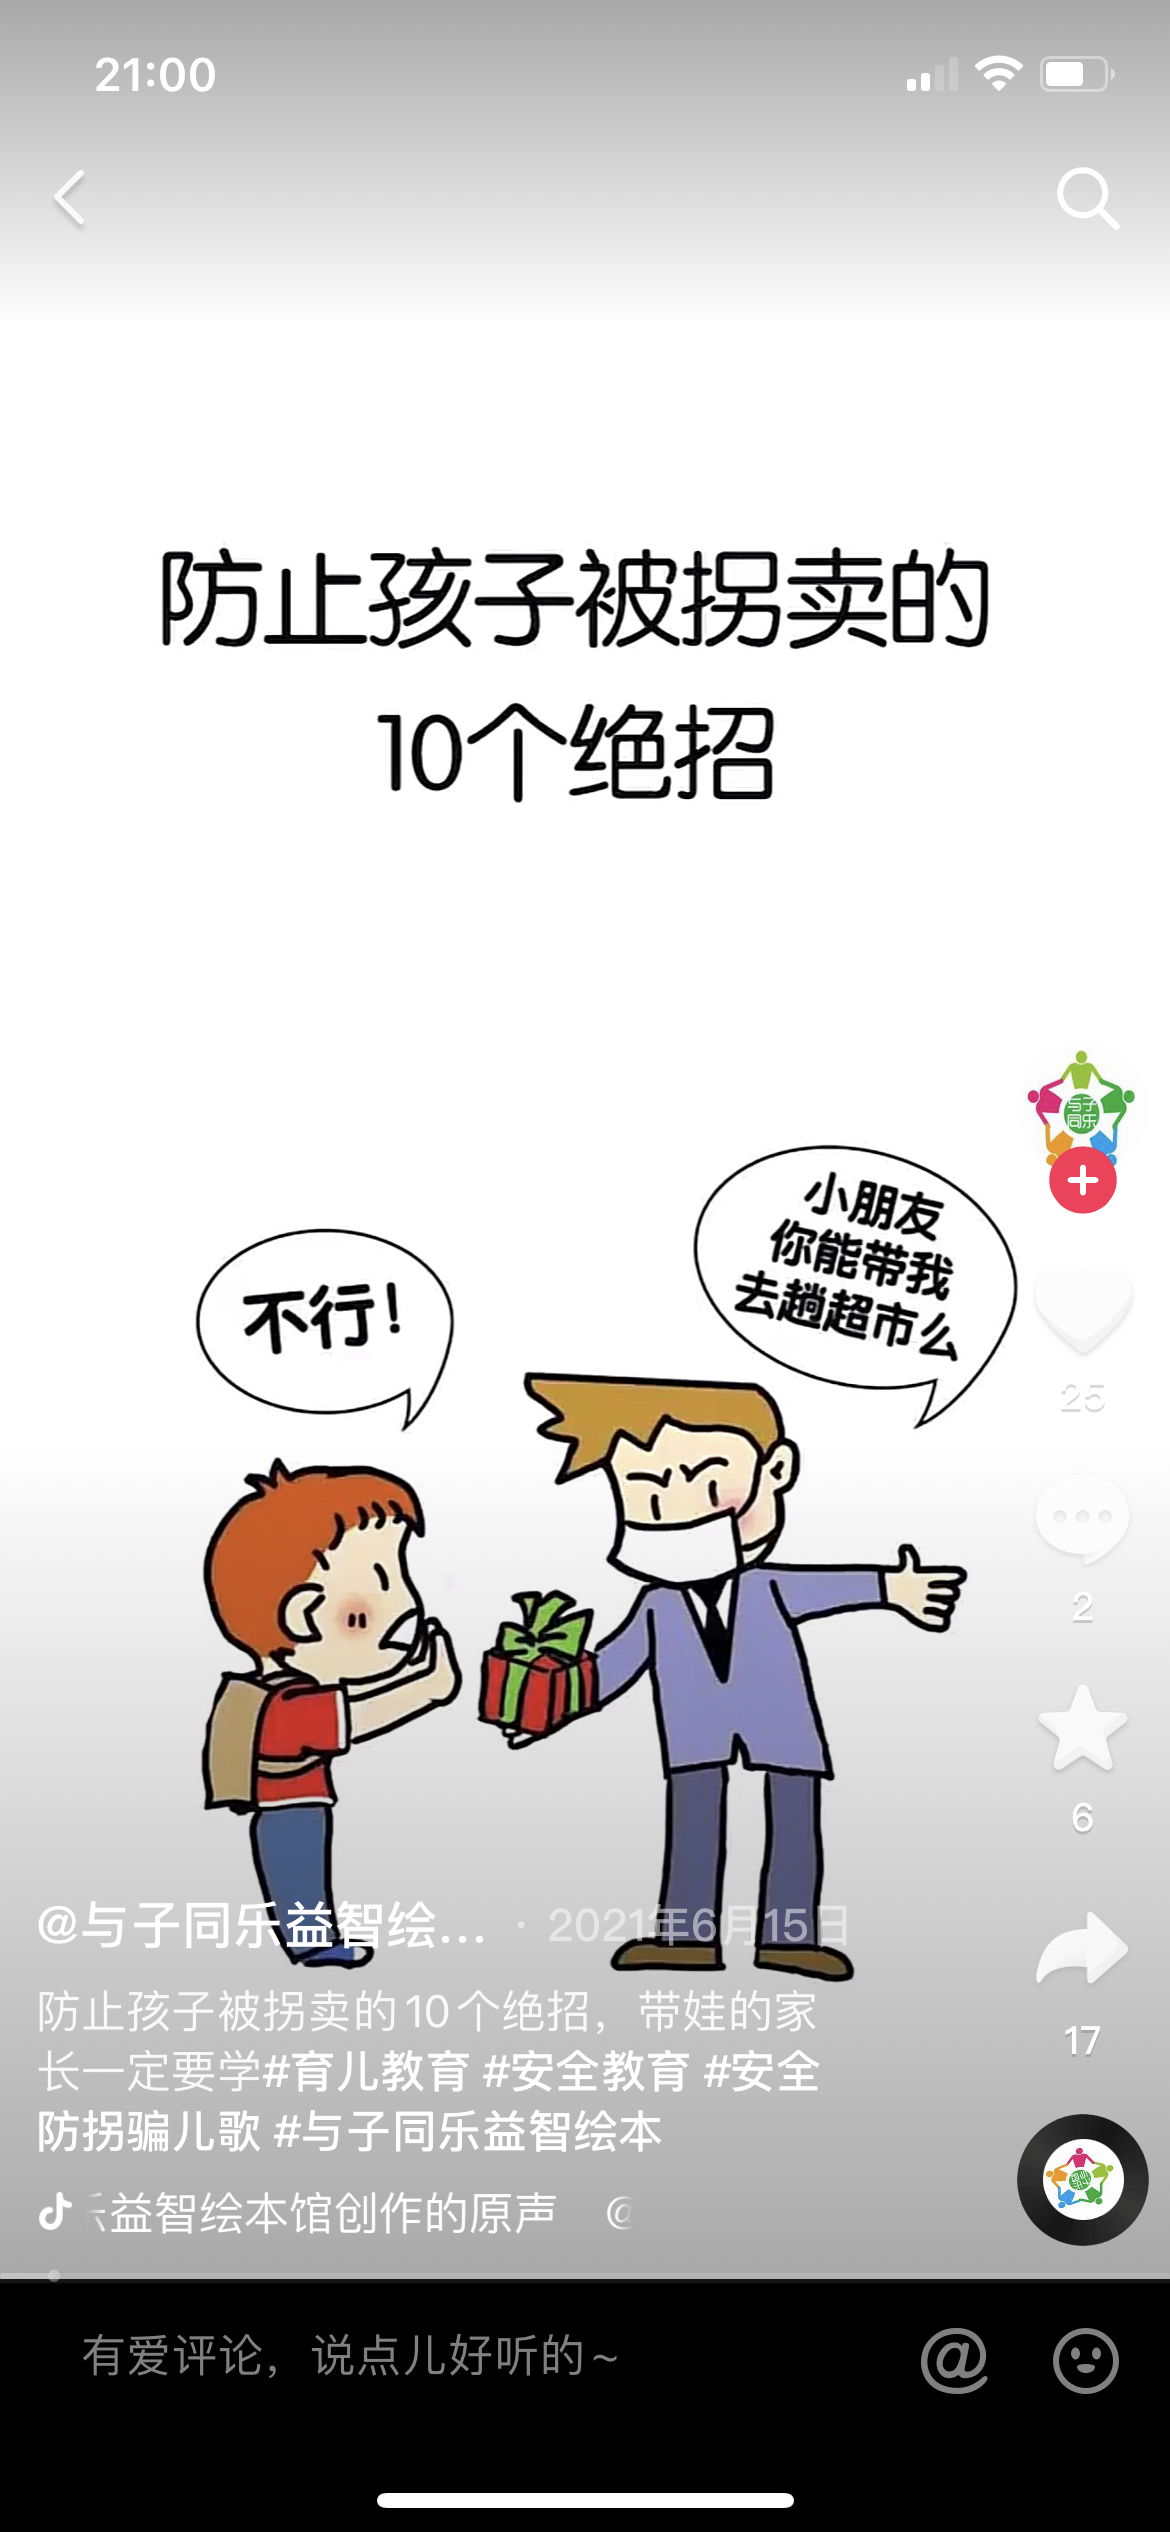 21:00
防止孩子被拐卖的
10个绝招
与子
同乐
小朋友
你能带我
去趟超市么
不行!
25
2
6
17
@与子同乐益智绘... · 2021年6月15日
防止孩子被拐卖的10个绝招，带娃的家
长一定要学#育儿教育 #安全教育 #安全
防拐骗儿歌 #与子同乐益智绘本
益智绘本馆创作的原声 @
有爱评论，说点儿好听的~